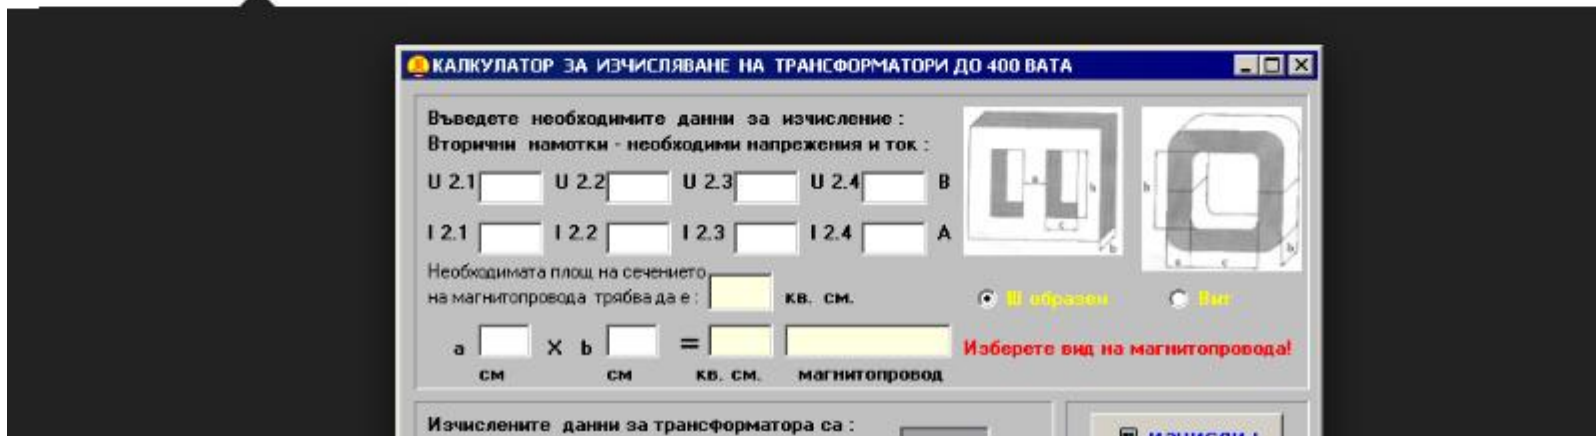 КАЛКУЛАТОР ЗА ИЗЧИСЛЯВАНЕ НА ТРАНСФОРМАТОРИ ДО 400 ВАТА
Въведете необходимите данни за изчисление :
Вторични намотки - необходими напрежения и ток :
U 2.1 U 2.2 U 2.3 U 2.4 В
I 2.1 I 2.2 I 2.3 I 2.4 А
Необходимата площ на сечението
на магнитопровода трябва да е : кв. см.
Ш образен Вит
a X b =
Изберете вид на магнитопровода!
см см кв. см. магнитопровод
Изчислените данни за трансформатора са :
ИЗЧИСЛИ !